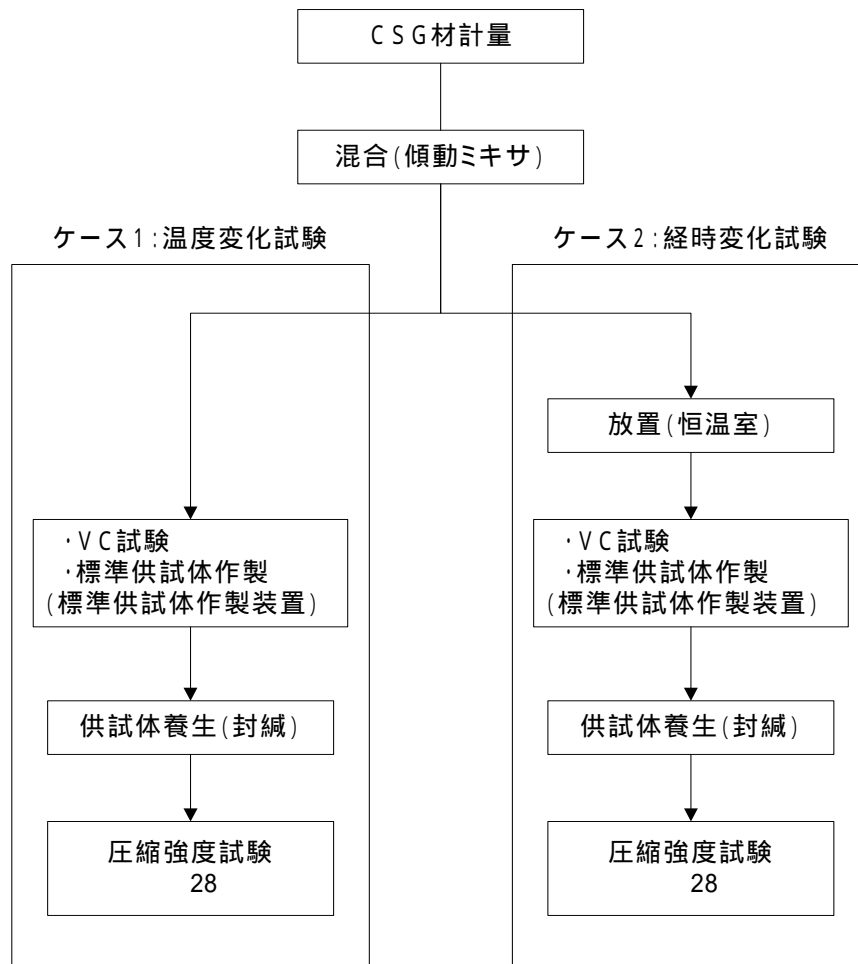 CSG材計量
混合(傾動ミキサ)
ケース1:温度変化試験
ケース2:経時変化試験
放置(恒温室)
・VC試験
・標準供試体作製
(標準供試体作製装置)
・VC試験
・標準供試体作製
(標準供試体作製装置)
供試体養生(封緘)
供試体養生(封緘)
圧縮強度試験
28
圧縮強度試験
28